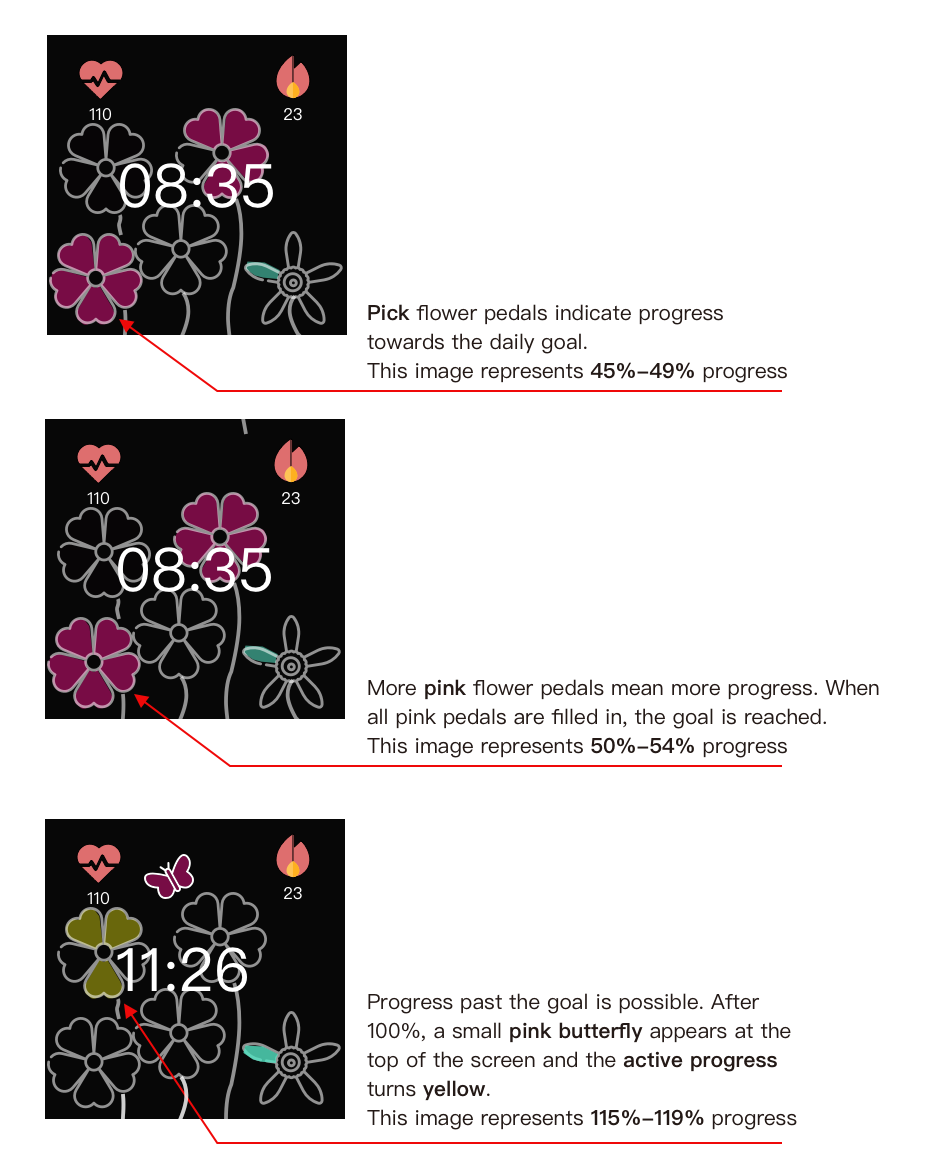 110
23
08:35
Pick flower pedals indicate progress
towards the daily goal.
This image represents 45%–49% progress
110
23
08:35
More pink flower pedals mean more progress. When
all pink pedals are filled in, the goal is reached.
This image represents 50%–54% progress
110
23
11:26
Progress past the goal is possible. After
100%, a small pink butterfly appears at the
top of the screen and the active progress
turns yellow.
This image represents 115%–119% progress